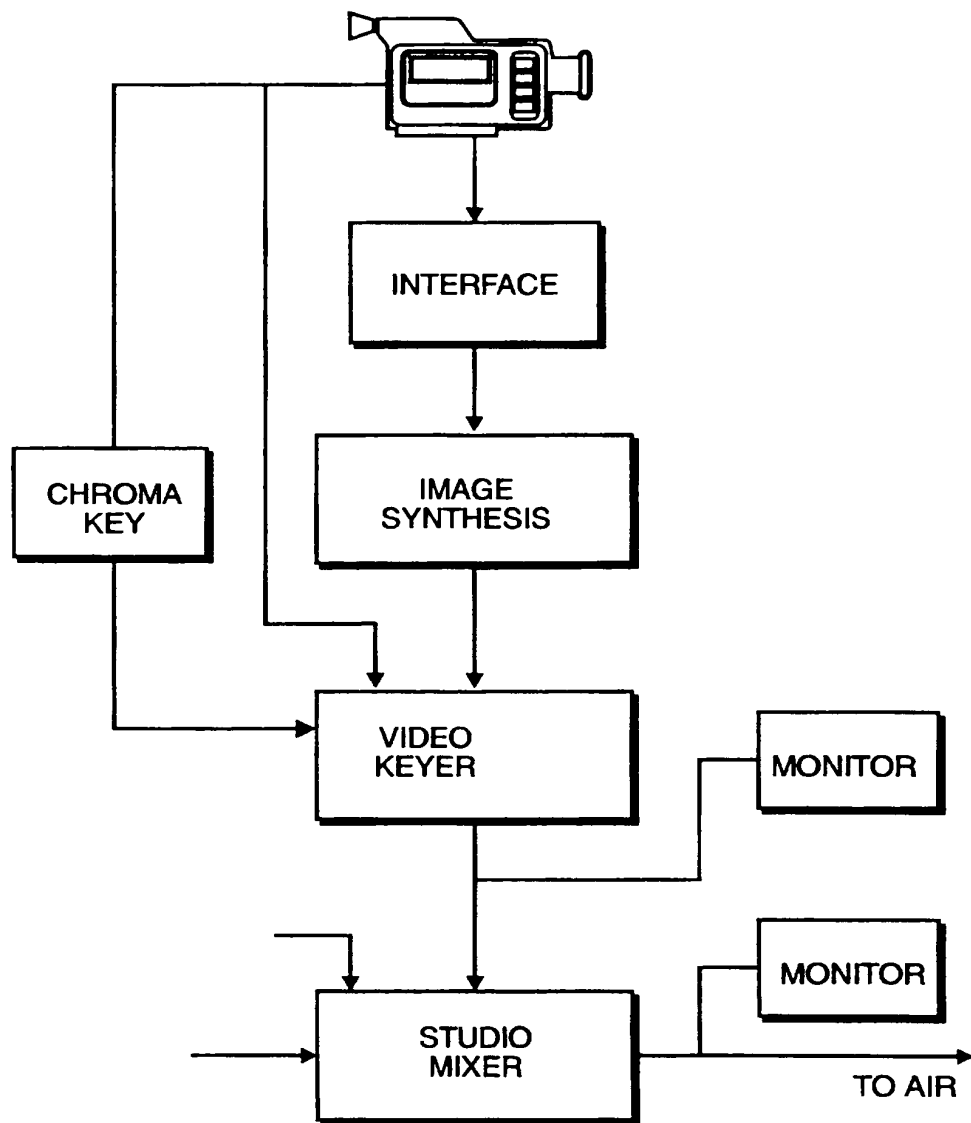 INTERFACE
CHROMA
KEY
IMAGE
SYNTHESIS
VIDEO
KEYER
MONITOR
MONITOR
STUDIO
MIXER
TO AIR